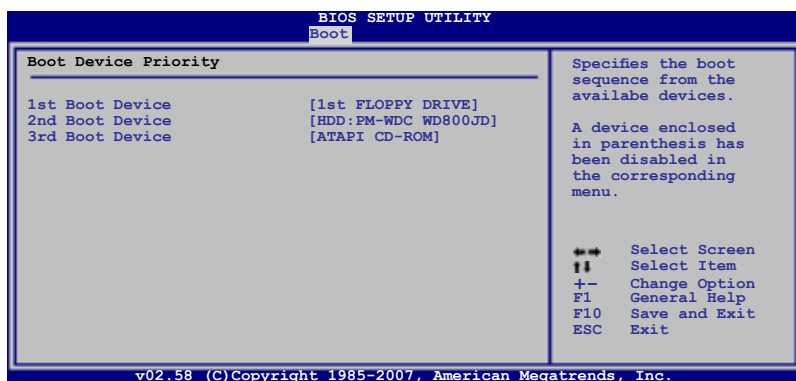 BIOS SETUP UTILITY
Boot
Boot Device Priority
1st Boot Device [1st FLOPPY DRIVE]
2nd Boot Device [HDD:PM-WDC WD800JD]
3rd Boot Device [ATAPI CD-ROM]
Specifies the boot
sequence from the
availabe devices.
A device enclosed
in parenthesis has
been disabled in
the corresponding
menu.
←→ Select Screen
↑↓ Select Item
+- Change Option
F1 General Help
F10 Save and Exit
ESC Exit
v02.58 (C)Copyright 1985-2007, American Megatrends, Inc.